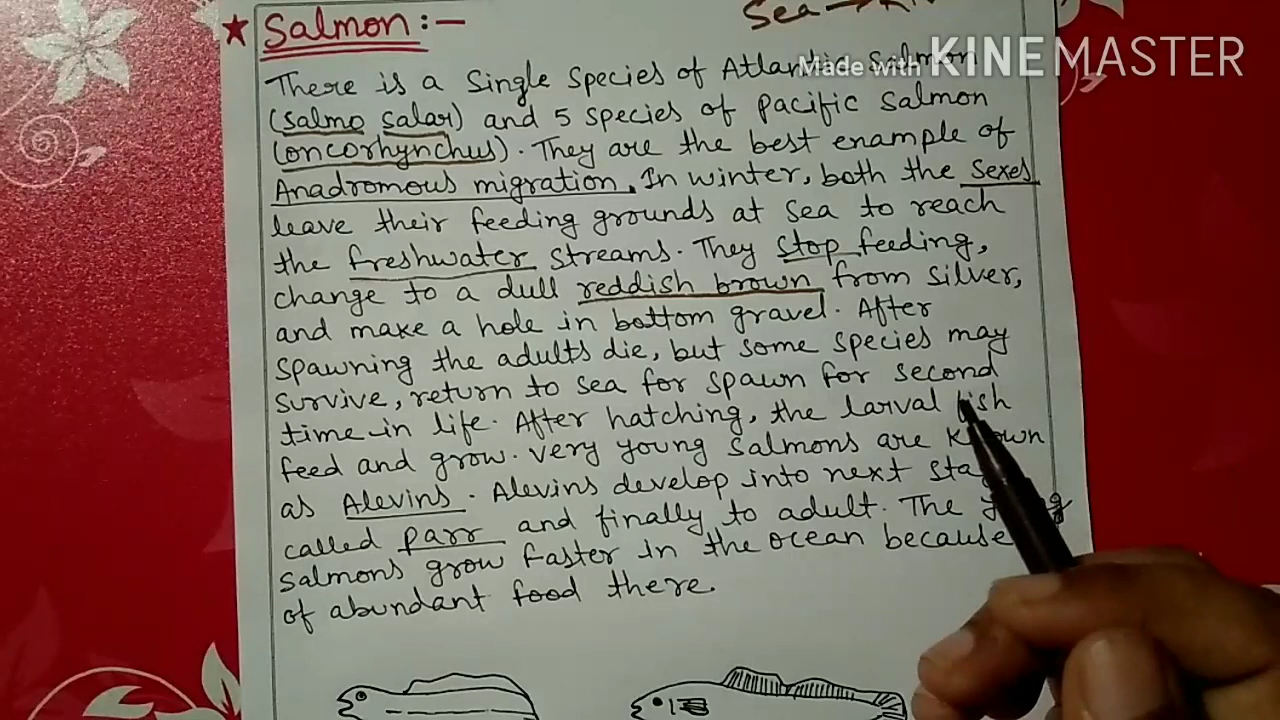 Sea →
★ Salmon :-
Made with KINEMASTER
There is a Single Species of Atlantic Salmon
(Salmo Salar) and 5 Species of pacific Salmon
(oncorhynchus). They are the best enample of
Anadromous migration. In winter, both the sexes
leave their feeding grounds at Sea to reach
the freshwater streams. They stop feeding,
change to a dull reddish brown from silver,
and make a hole in bottom gravel. After
spawning the adults die, but some species may
survive, return to sea for spawn for second
time in life. After hatching, the larval fish
feed and grow. very young salmons are known
as Alevins. Alevins develop into next
called parr and finally to adult. The
salmons grow faster in the ocean because
of abundant food there.